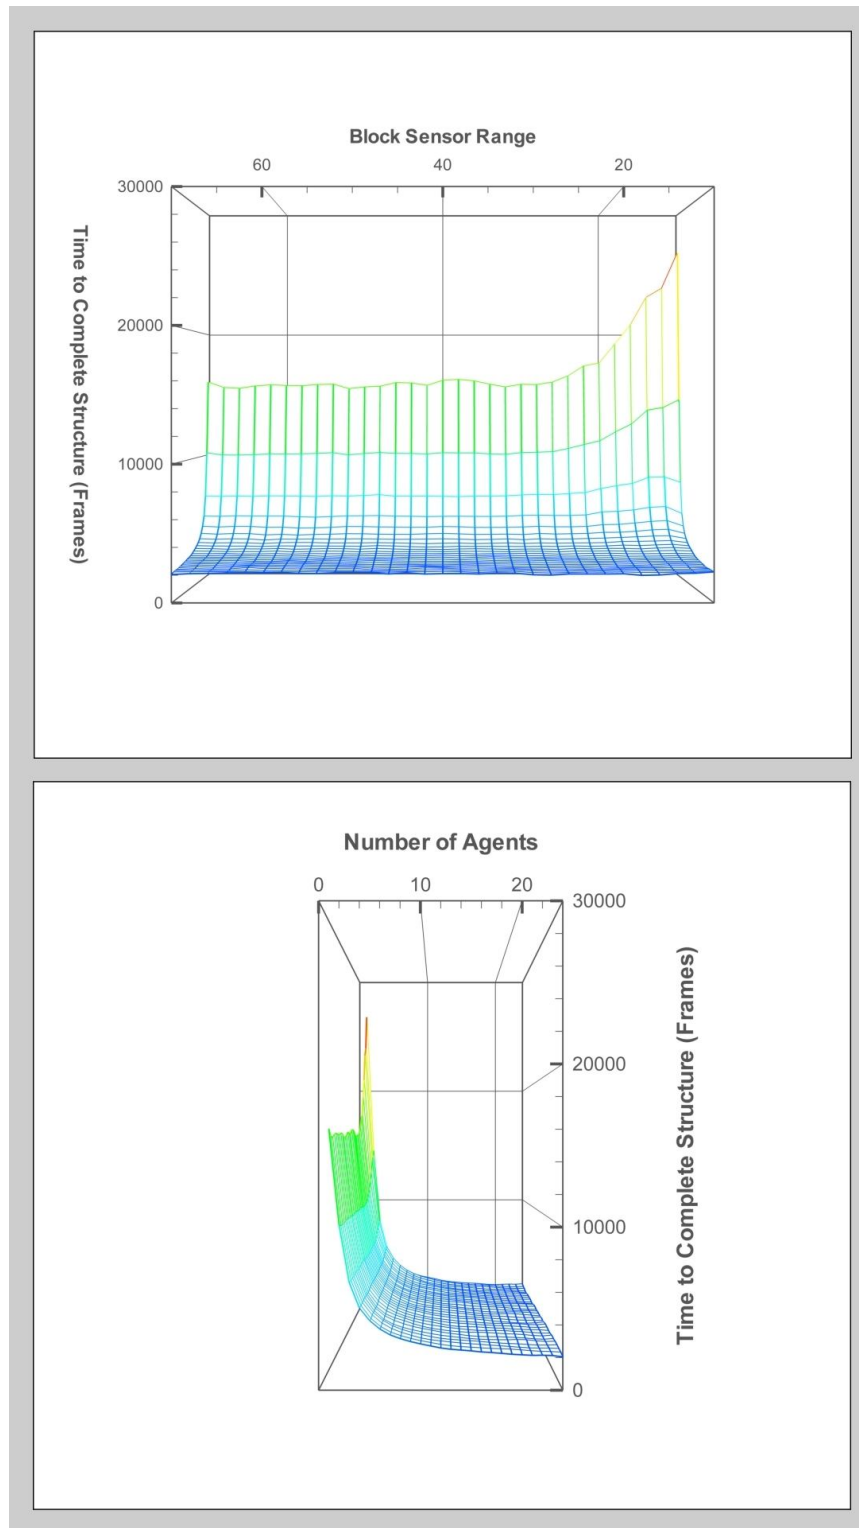 Block Sensor Range
60 40 20
30000
20000
10000
0
Time to Complete Structure (Frames)
Number of Agents
0 10 20
30000
20000
10000
0
Time to Complete Structure (Frames)